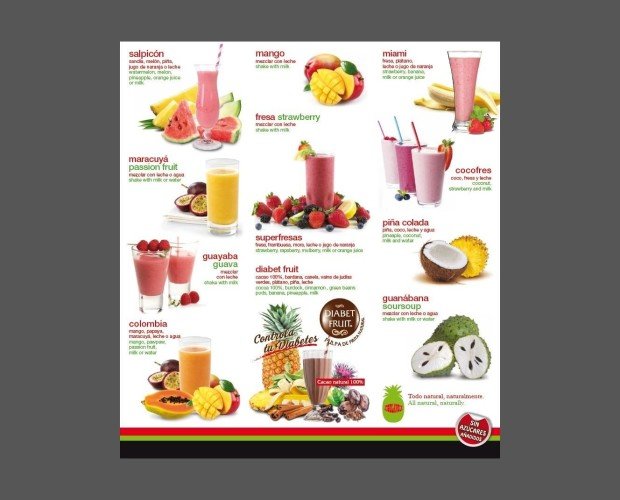 salpicón
sandía, melón, piña,
jugo de naranja o leche
watermelon, melon,
pineapple, orange juice
or milk.
mango
mezclar con leche
shake with milk
miami
fresa, plátano,
leche o jugo de naranja
strawberry, banana,
milk or orange juice
fresa strawberry
mezclar con leche
shake with milk
maracuyá
passion fruit
mezclar con leche o agua
shake with milk or water
cocofres
coco, fresa y leche
coconut,
strawberry and milk
superfresas
fresa, frambuesa, mora, leche o jugo de naranja
strawberry, raspberry, mulberry, milk or orange juice
piña colada
piña, coco, leche y agua
pineaple, coconut,
milk and water
guayaba
guava
mezclar
con leche
shake with milk
diabet fruit
cacao 100%, bardana, canela, vaina de judías
verdes, plátano, piña, leche
cocoa 100%, burdock, cinnamon, green beans
pods, banana, pineapple, milk
guanábana
soursoup
mezclar con leche o agua
shake with milk or water
colombia
mango, papaya,
maracuyá, leche o agua
mango, pawpaw,
passion fruit,
milk or water
Controla
tu Diabetes
DIABET
FRUIT
PULPA DE FRUTA
Cacao natural 100%
Todo natural, naturalmente.
All natural, naturally.
SIN
AZÚCARES
AÑADIDOS